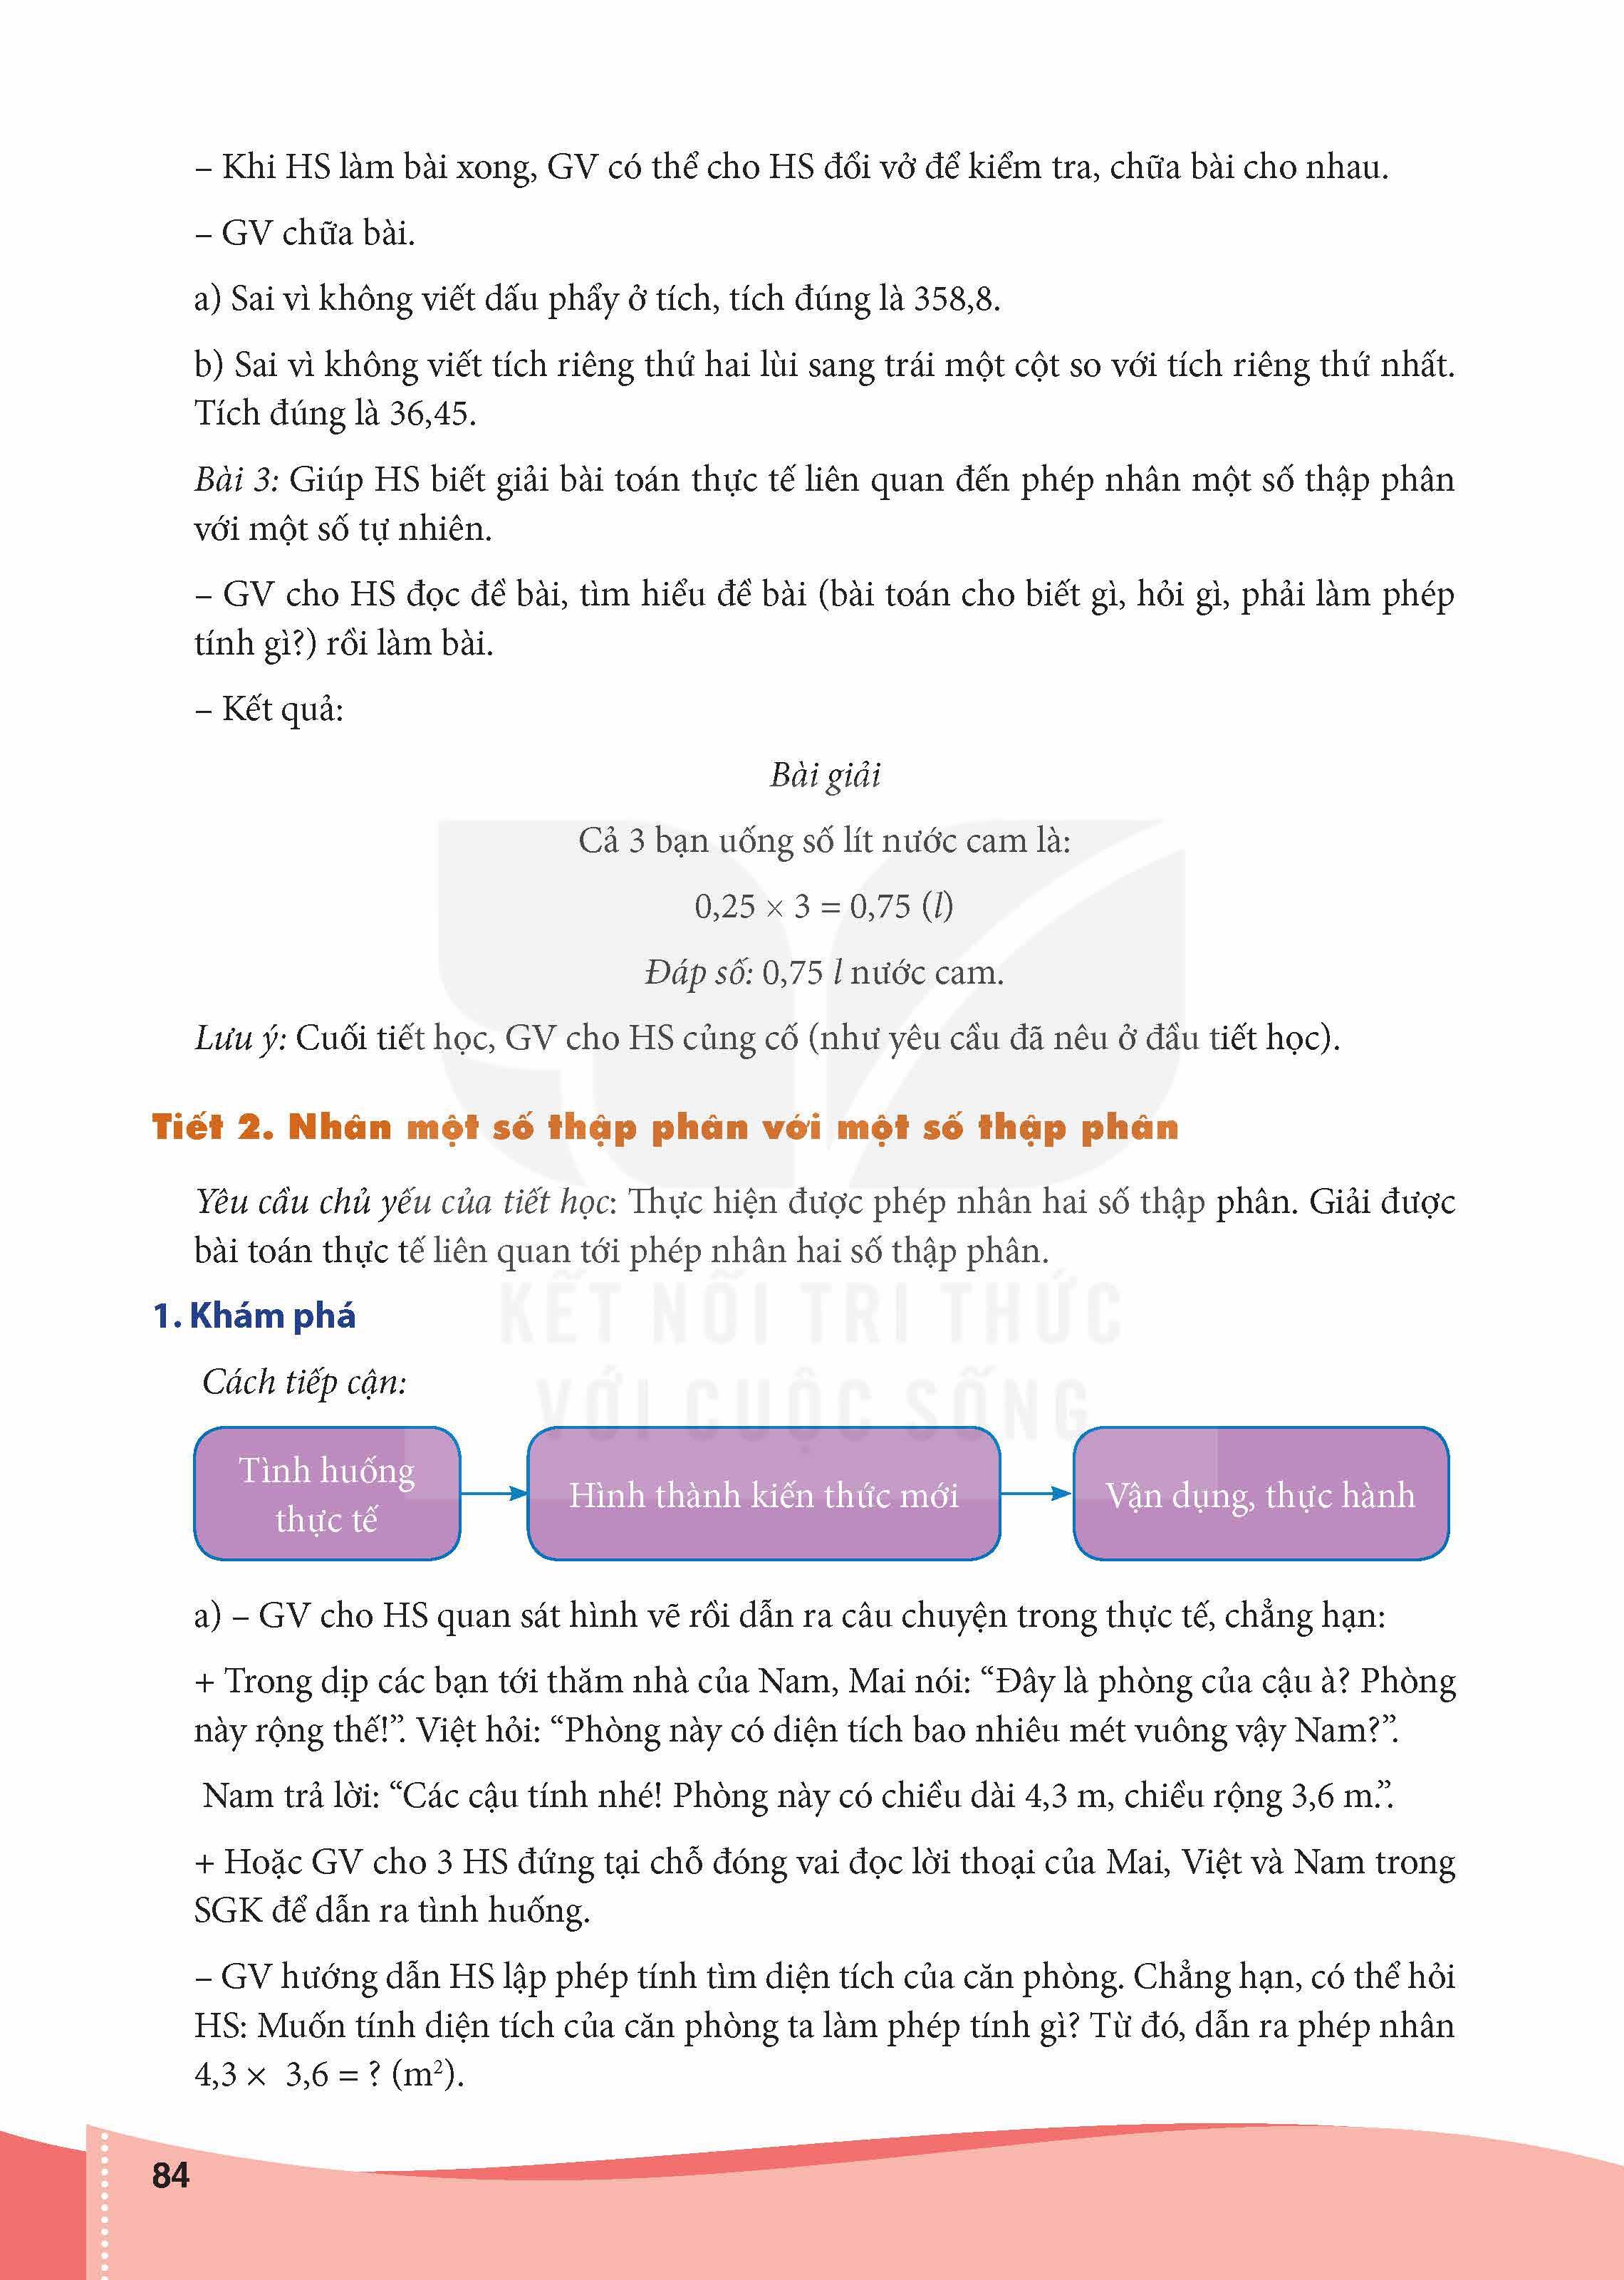 – Khi HS làm bài xong, GV có thể cho HS đổi vở để kiểm tra, chữa bài cho nhau.
– GV chữa bài.
a) Sai vì không viết dấu phẩy ở tích, tích đúng là 358,8.
b) Sai vì không viết tích riêng thứ hai lùi sang trái một cột so với tích riêng thứ nhất.
Tích đúng là 36,45.
Bài 3: Giúp HS biết giải bài toán thực tế liên quan đến phép nhân một số thập phân
với một số tự nhiên.
– GV cho HS đọc đề bài, tìm hiểu đề bài (bài toán cho biết gì, hỏi gì, phải làm phép
tính gì?) rồi làm bài.
– Kết quả:
Bài giải
Cả 3 bạn uống số lít nước cam là:
0,25 × 3 = 0,75 (l)
Đáp số: 0,75 l nước cam.
Lưu ý: Cuối tiết học, GV cho HS củng cố (như yêu cầu đã nêu ở đầu tiết học).
Tiết 2. Nhân một số thập phân với một số thập phân
Yêu cầu chủ yếu của tiết học: Thực hiện được phép nhân hai số thập phân. Giải được
bài toán thực tế liên quan tới phép nhân hai số thập phân.
KẾT NỐI TRI THỨC
1. Khám phá
VỚI CUỘC SỐNG
Cách tiếp cận:
Tình huống
thực tế
Hình thành kiến thức mới
Vận dụng, thực hành
a) – GV cho HS quan sát hình vẽ rồi dẫn ra câu chuyện trong thực tế, chẳng hạn:
+ Trong dịp các bạn tới thăm nhà của Nam, Mai nói: “Đây là phòng của cậu à? Phòng
này rộng thế!”. Việt hỏi: “Phòng này có diện tích bao nhiêu mét vuông vậy Nam?”.
Nam trả lời: “Các cậu tính nhé! Phòng này có chiều dài 4,3 m, chiều rộng 3,6 m.”.
+ Hoặc GV cho 3 HS đứng tại chỗ đóng vai đọc lời thoại của Mai, Việt và Nam trong
SGK để dẫn ra tình huống.
– GV hướng dẫn HS lập phép tính tìm diện tích của căn phòng. Chẳng hạn, có thể hỏi
HS: Muốn tính diện tích của căn phòng ta làm phép tính gì? Từ đó, dẫn ra phép nhân
4,3 × 3,6 = ? (m²).
84